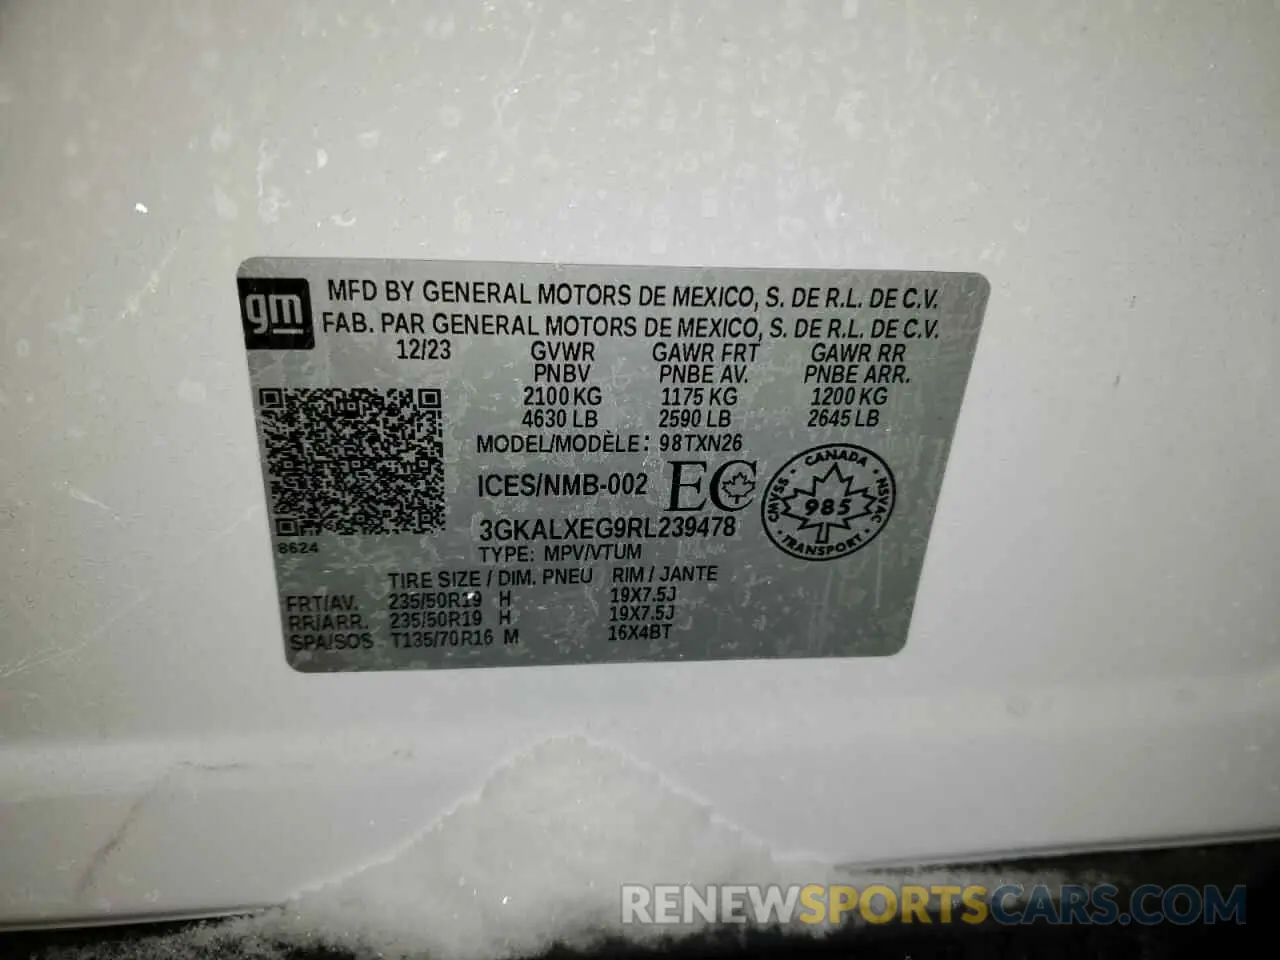 gm
MFD BY GENERAL MOTORS DE MEXICO, S. DE R.L. DE C.V.
FAB. PAR GENERAL MOTORS DE MEXICO, S. DE R.L. DE C.V.
12/23 GVWR GAWR FRT GAWR RR
PNBV PNBE AV. PNBE ARR.
2100 KG 1175 KG 1200 KG
4630 LB 2590 LB 2645 LB
MODEL/MODÈLE: 98TXN26
ICES/NMB-002 EC
CANADA
CMVSS 985 NSVAC
TRANSPORT
3GKALXEG9RL239478
8624
TYPE: MPV/VTUM
TIRE SIZE / DIM. PNEU RIM / JANTE
FRT/AV. 235/50R19 H 19X7.5J
RR/ARR. 235/50R19 H 19X7.5J
SPA/SOS T135/70R16 M 16X4BT
RENEWSPORTSCARS.COM